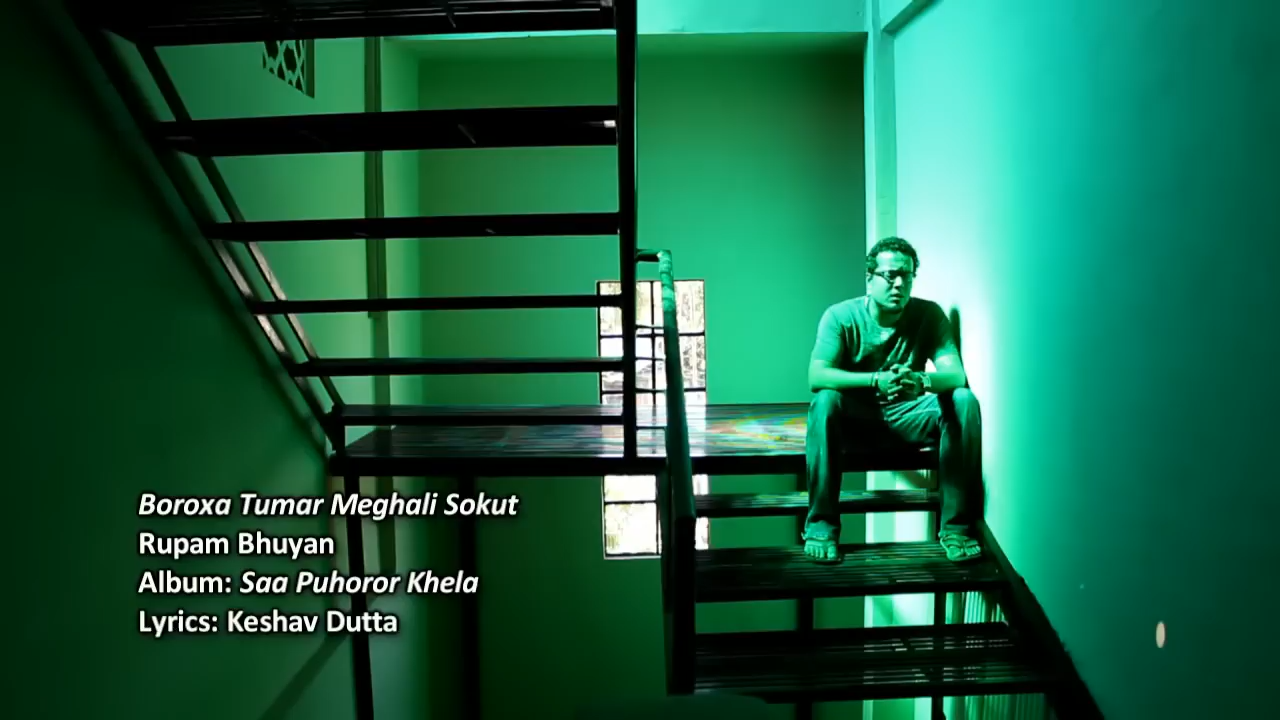 Boroxa Tumar Meghali Sokut
Rupam Bhuyan
Album: Saa Puhoror Khela
Lyrics: Keshav Dutta